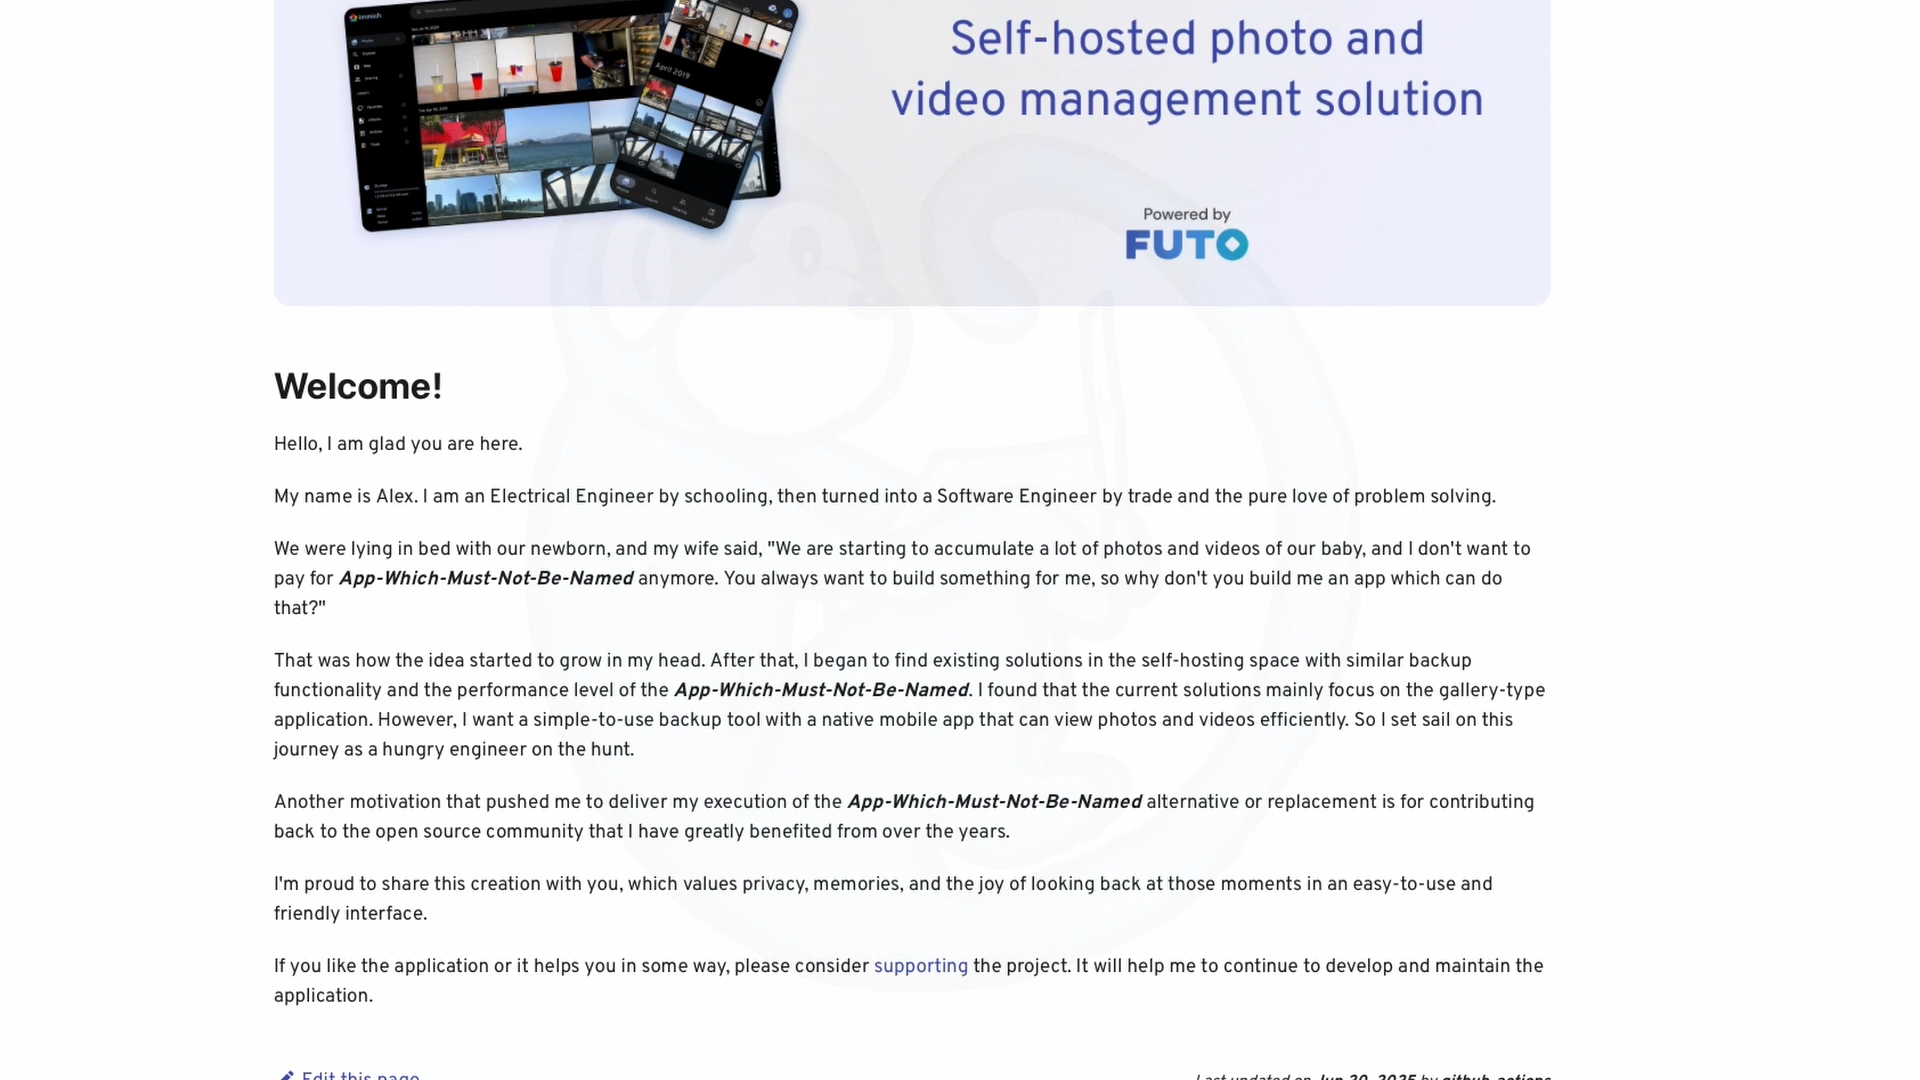 immich
April 2019
Self-hosted photo and
video management solution
Powered by
FUTO
Welcome!
Hello, I am glad you are here.
My name is Alex. I am an Electrical Engineer by schooling, then turned into a Software Engineer by trade and the pure love of problem solving.
We were lying in bed with our newborn, and my wife said, "We are starting to accumulate a lot of photos and videos of our baby, and I don't want to
pay for App-Which-Must-Not-Be-Named anymore. You always want to build something for me, so why don't you build me an app which can do
that?"
That was how the idea started to grow in my head. After that, I began to find existing solutions in the self-hosting space with similar backup
functionality and the performance level of the App-Which-Must-Not-Be-Named. I found that the current solutions mainly focus on the gallery-type
application. However, I want a simple-to-use backup tool with a native mobile app that can view photos and videos efficiently. So I set sail on this
journey as a hungry engineer on the hunt.
Another motivation that pushed me to deliver my execution of the App-Which-Must-Not-Be-Named alternative or replacement is for contributing
back to the open source community that I have greatly benefited from over the years.
I'm proud to share this creation with you, which values privacy, memories, and the joy of looking back at those moments in an easy-to-use and
friendly interface.
If you like the application or it helps you in some way, please consider supporting the project. It will help me to continue to develop and maintain the
application.
Edit this page
Last updated on Jun 20, 2025 by github-actions